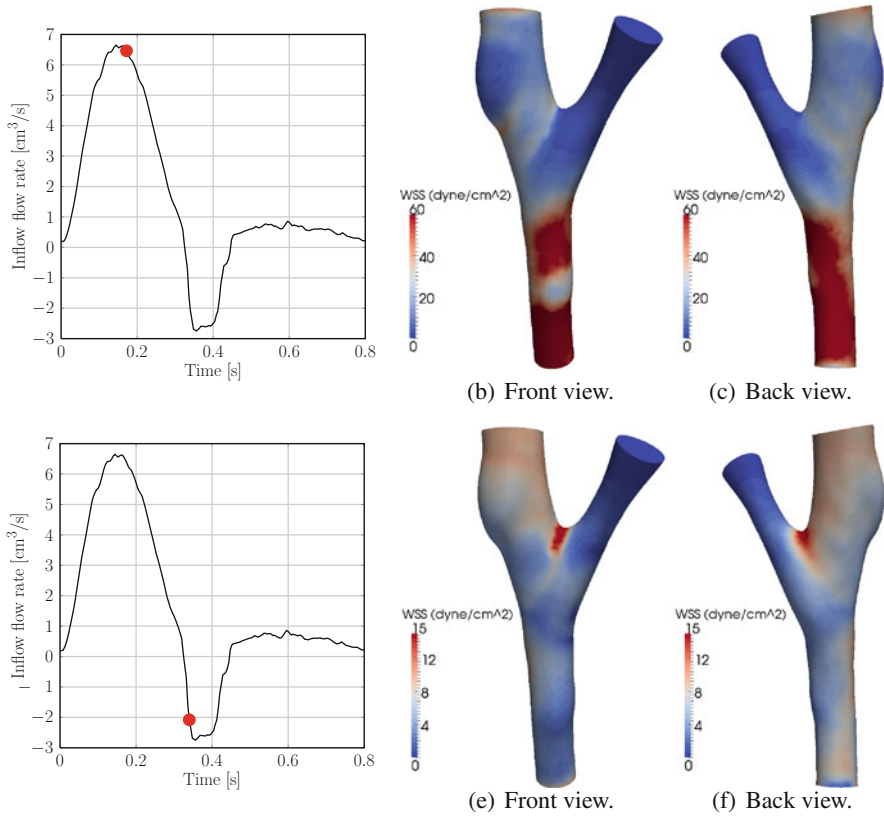 7
6
5
4
3
2
1
0
−1
−2
−3
Inflow flow rate [cm³/s]
0 0.2 0.4 0.6 0.8
Time [s]
WSS (dyne/cm^2)
60
40
20
0
(b) Front view.
WSS (dyne/cm^2)
60
40
20
0
(c) Back view.
7
6
5
4
3
2
1
0
1
−2
−3
_ Inflow flow rate [cm³/s]
0 0.2 0.4 0.6 0.8
Time [s]
WSS (dyne/cm^2)
15
12
8
4
0
(e) Front view.
WSS (dyne/cm^2)
15
12
8
4
0
(f) Back view.